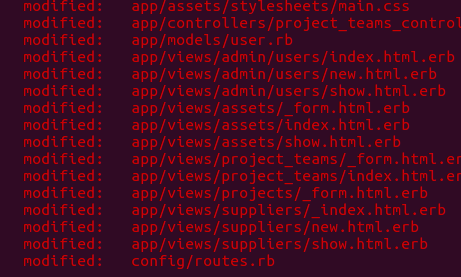 modified: app/assets/stylesheets/main.css
modified: app/controllers/project_teams_control
modified: app/models/user.rb
modified: app/views/admin/users/index.html.erb
modified: app/views/admin/users/new.html.erb
modified: app/views/admin/users/show.html.erb
modified: app/views/assets/_form.html.erb
modified: app/views/assets/index.html.erb
modified: app/views/assets/show.html.erb
modified: app/views/project_teams/_form.html.er
modified: app/views/project_teams/index.html.er
modified: app/views/projects/_form.html.erb
modified: app/views/suppliers/_index.html.erb
modified: app/views/suppliers/new.html.erb
modified: app/views/suppliers/show.html.erb
modified: config/routes.rb